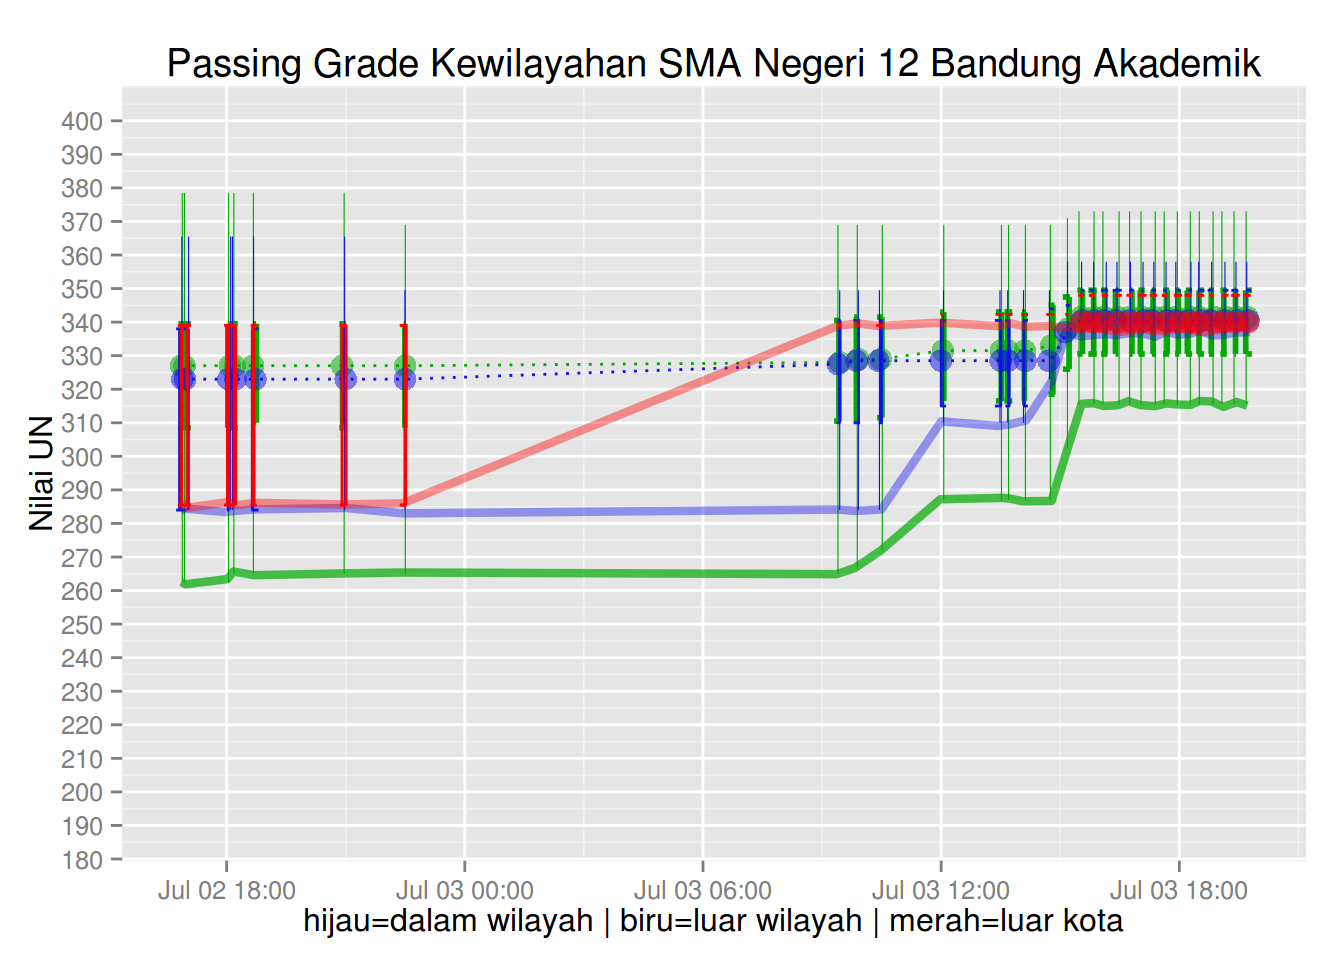 Passing Grade Kewilayahan SMA Negeri 12 Bandung Akademik
Nilai UN
400
390
380
370
360
350
340
330
320
310
300
290
280
270
260
250
240
230
220
210
200
190
180
Jul 02 18:00
Jul 03 00:00
Jul 03 06:00
Jul 03 12:00
Jul 03 18:00
hijau=dalam wilayah | biru=luar wilayah | merah=luar kota